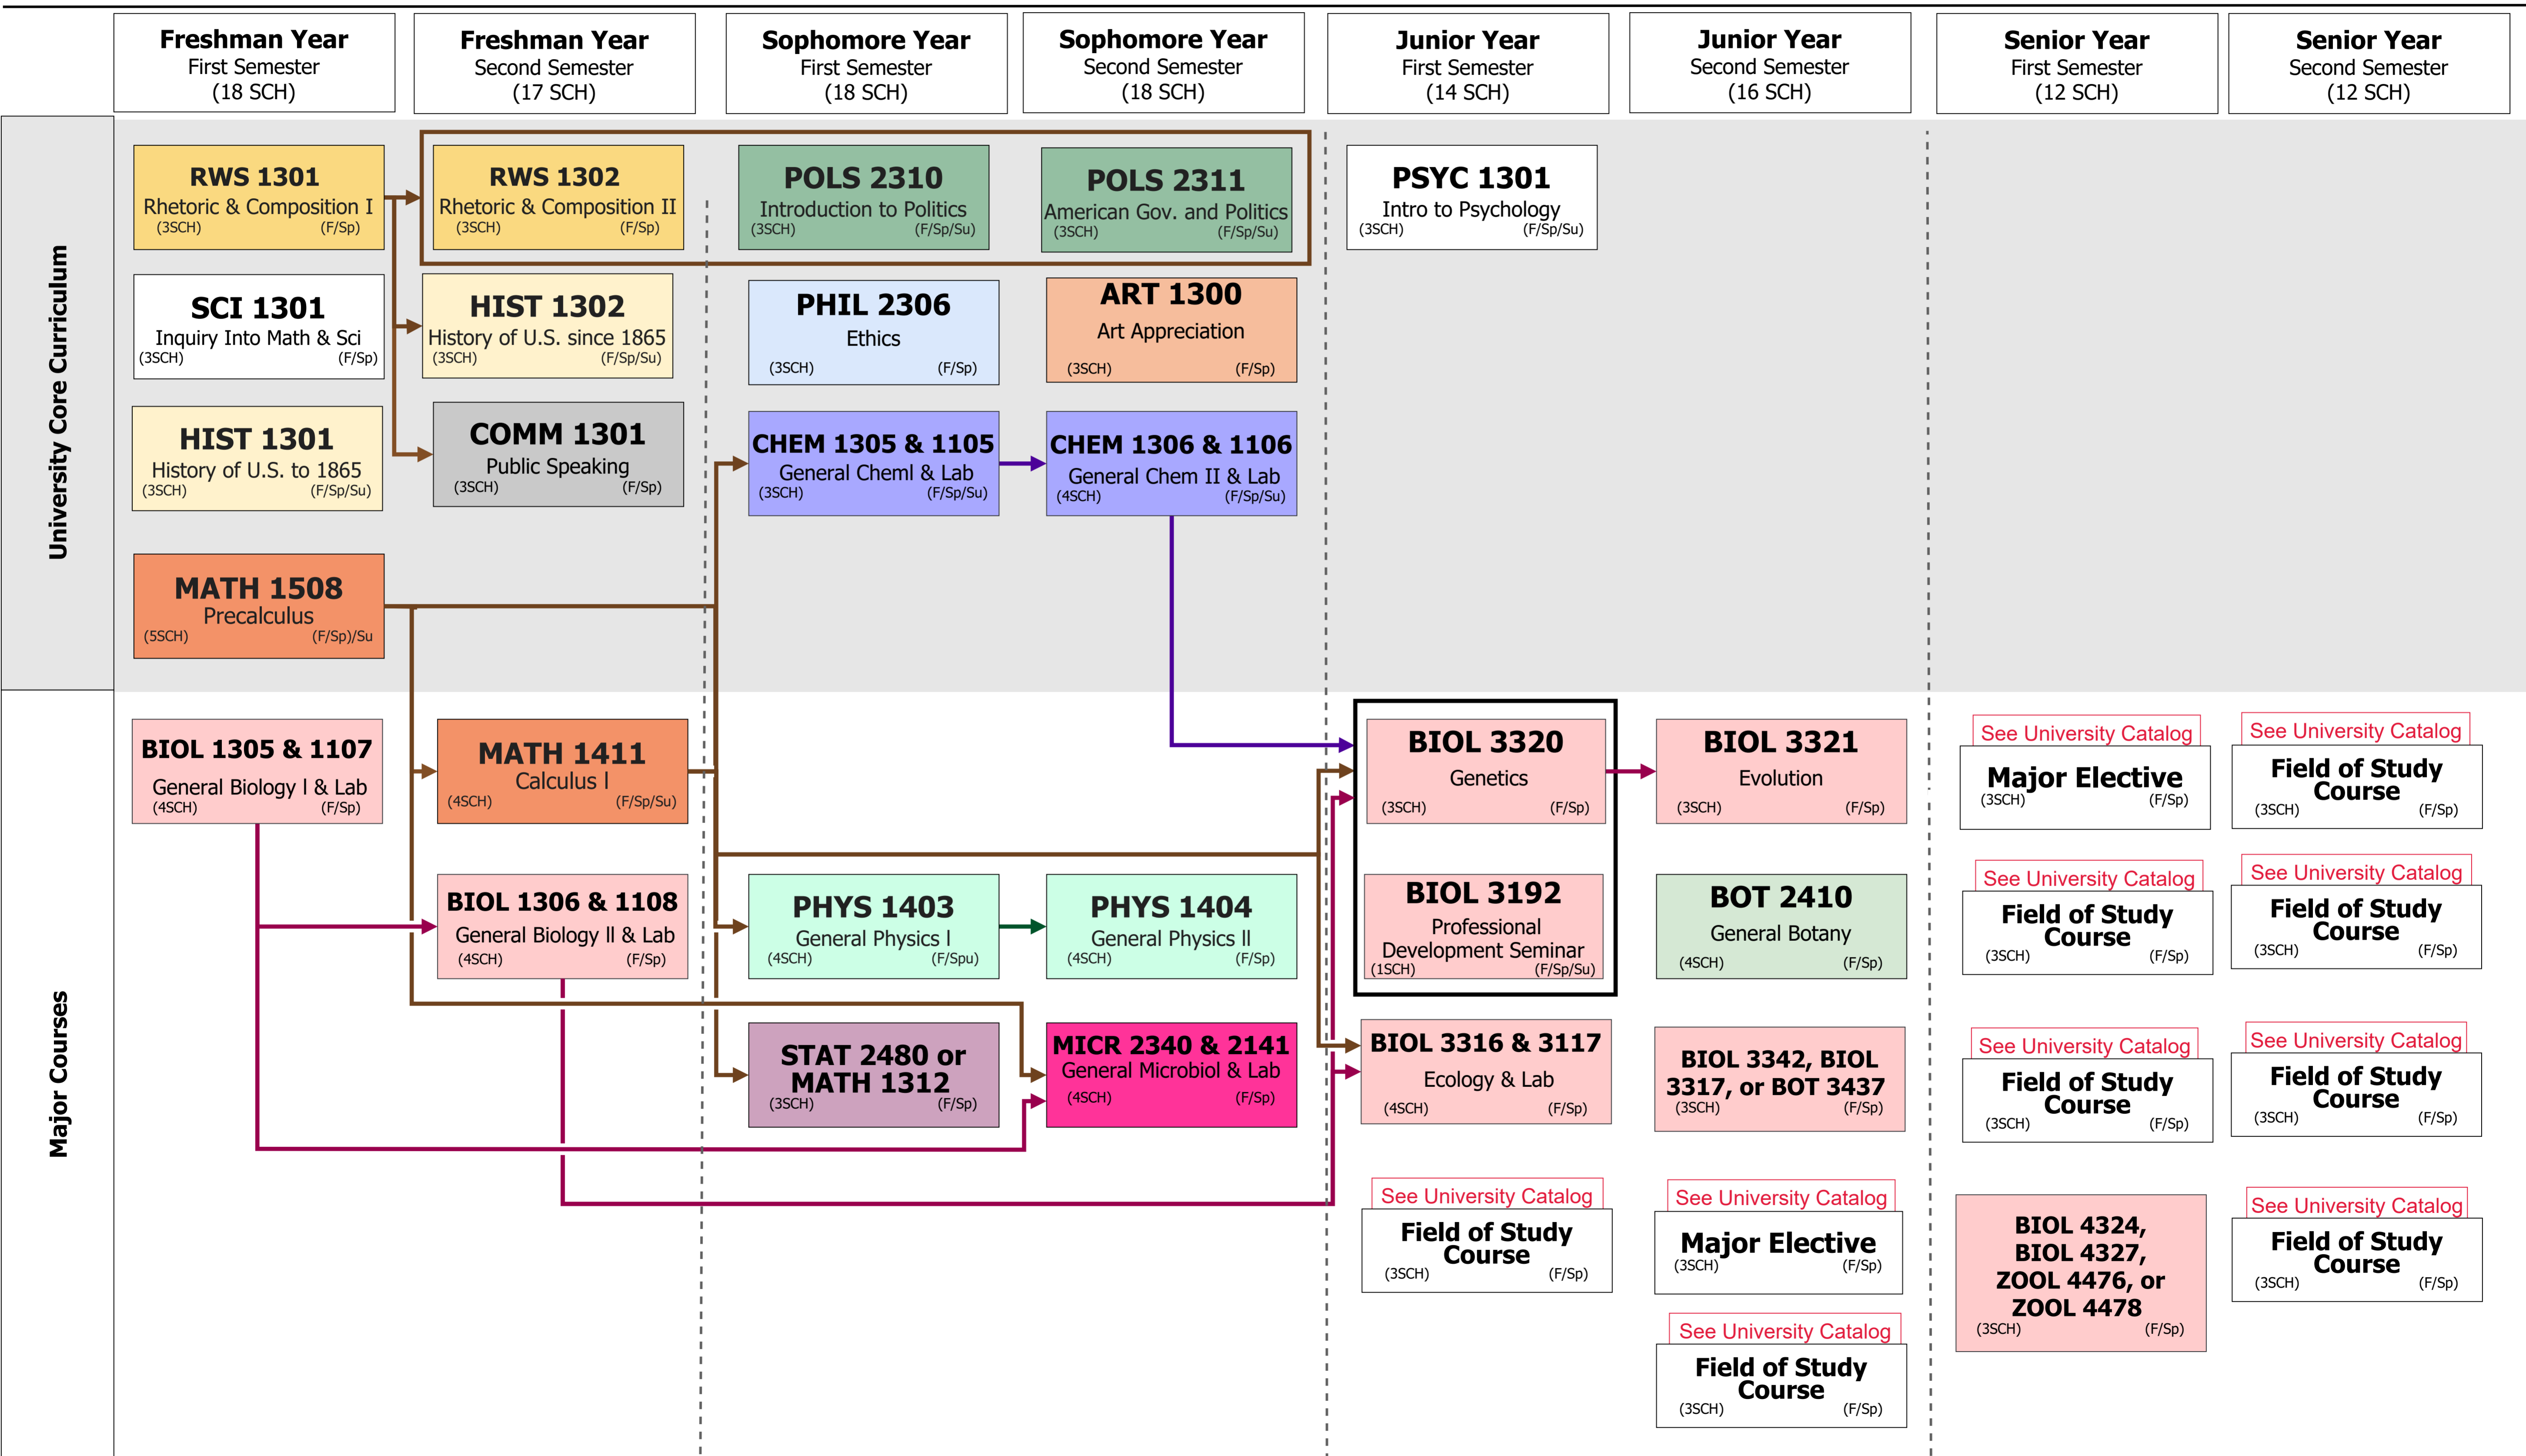 Freshman Year
First Semester
(18 SCH)
Freshman Year
Second Semester
(17 SCH)
Sophomore Year
First Semester
(18 SCH)
Sophomore Year
Second Semester
(18 SCH)
Junior Year
First Semester
(14 SCH)
Junior Year
Second Semester
(16 SCH)
Senior Year
First Semester
(12 SCH)
Senior Year
Second Semester
(12 SCH)
University Core Curriculum
RWS 1301
Rhetoric & Composition I
(3SCH) (F/Sp)
RWS 1302
Rhetoric & Composition II
(3SCH) (F/Sp)
POLS 2310
Introduction to Politics
(3SCH) (F/Sp/Su)
POLS 2311
American Gov. and Politics
(3SCH) (F/Sp/Su)
PSYC 1301
Intro to Psychology
(3SCH) (F/Sp/Su)
SCI 1301
Inquiry Into Math & Sci
(3SCH) (F/Sp)
HIST 1302
History of U.S. since 1865
(3SCH) (F/Sp/Su)
PHIL 2306
Ethics
(3SCH) (F/Sp)
ART 1300
Art Appreciation
(3SCH) (F/Sp)
HIST 1301
History of U.S. to 1865
(3SCH) (F/Sp/Su)
COMM 1301
Public Speaking
(3SCH) (F/Sp)
CHEM 1305 & 1105
General ChemI & Lab
(3SCH) (F/Sp/Su)
CHEM 1306 & 1106
General Chem II & Lab
(4SCH) (F/Sp/Su)
MATH 1508
Precalculus
(5SCH) (F/Sp)/Su
Major Courses
BIOL 1305 & 1107
General Biology l & Lab
(4SCH) (F/Sp)
MATH 1411
Calculus l
(4SCH) (F/Sp/Su)
BIOL 3320
Genetics
(3SCH) (F/Sp)
BIOL 3321
Evolution
(3SCH) (F/Sp)
See University Catalog
Major Elective
(3SCH) (F/Sp)
See University Catalog
Field of Study
Course
(3SCH) (F/Sp)
BIOL 1306 & 1108
General Biology ll & Lab
(4SCH) (F/Sp)
PHYS 1403
General Physics l
(4SCH) (F/Spu)
PHYS 1404
General Physics ll
(4SCH) (F/Sp)
BIOL 3192
Professional
Development Seminar
(1SCH) (F/Sp/Su)
BOT 2410
General Botany
(4SCH) (F/Sp)
See University Catalog
Field of Study
Course
(3SCH) (F/Sp)
See University Catalog
Field of Study
Course
(3SCH) (F/Sp)
STAT 2480 or
MATH 1312
(3SCH) (F/Sp)
MICR 2340 & 2141
General Microbiol & Lab
(4SCH) (F/Sp)
BIOL 3316 & 3117
Ecology & Lab
(4SCH) (F/Sp)
BIOL 3342, BIOL
3317, or BOT 3437
(3SCH) (F/Sp)
See University Catalog
Field of Study
Course
(3SCH) (F/Sp)
See University Catalog
Field of Study
Course
(3SCH) (F/Sp)
See University Catalog
Field of Study
Course
(3SCH) (F/Sp)
See University Catalog
Major Elective
(3SCH) (F/Sp)
BIOL 4324,
BIOL 4327,
ZOOL 4476, or
ZOOL 4478
(3SCH) (F/Sp)
See University Catalog
Field of Study
Course
(3SCH) (F/Sp)
See University Catalog
Field of Study
Course
(3SCH) (F/Sp)